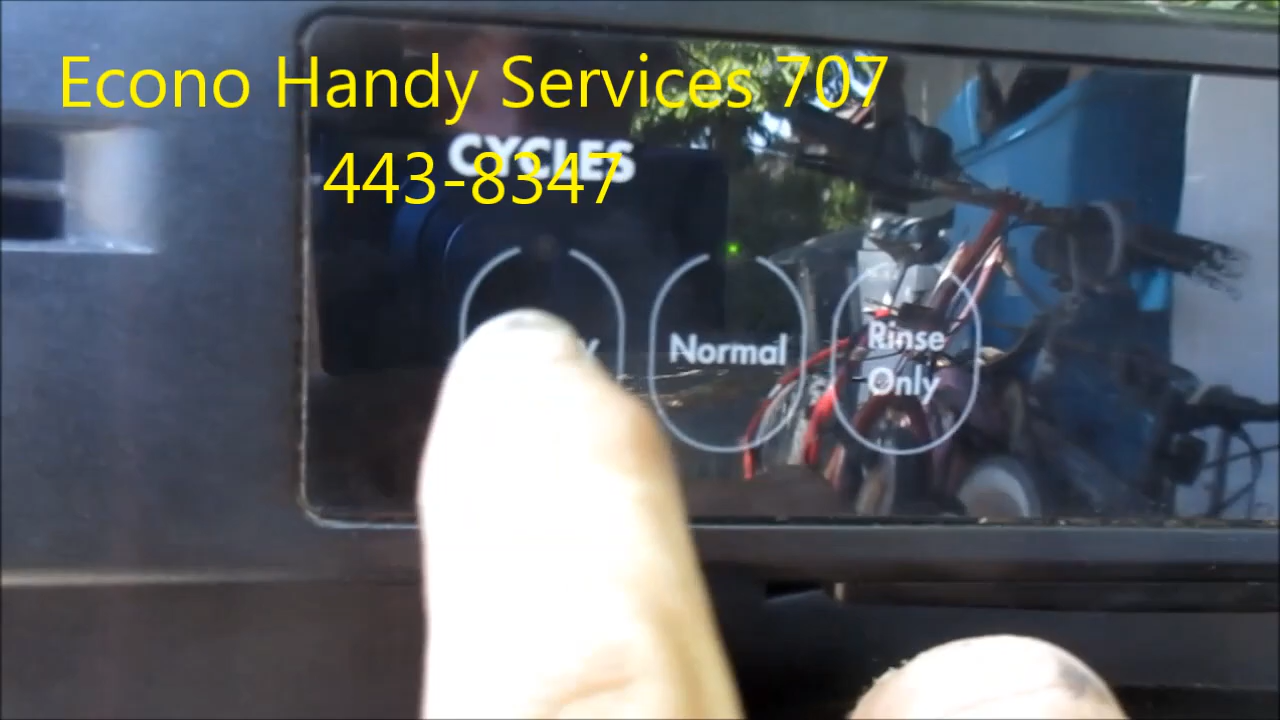 Econo Handy Services 707
443-8347
CYCLES
Normal
Rinse
Only